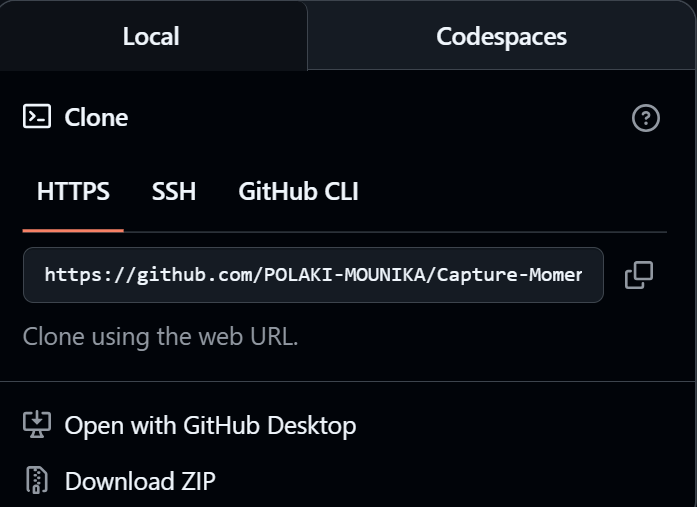 Local
Codespaces
Clone
HTTPS SSH GitHub CLI
https://github.com/POLAKI-MOUNIKA/Capture-Momer
Clone using the web URL.
Open with GitHub Desktop
Download ZIP